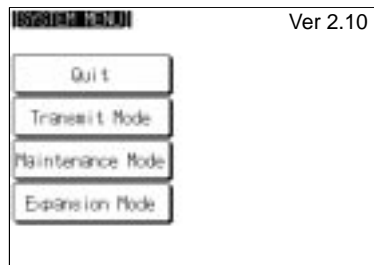 [SYSTEM MENU]
Ver 2.10
Quit
Transmit Mode
Maintenance Mode
Expansion Mode